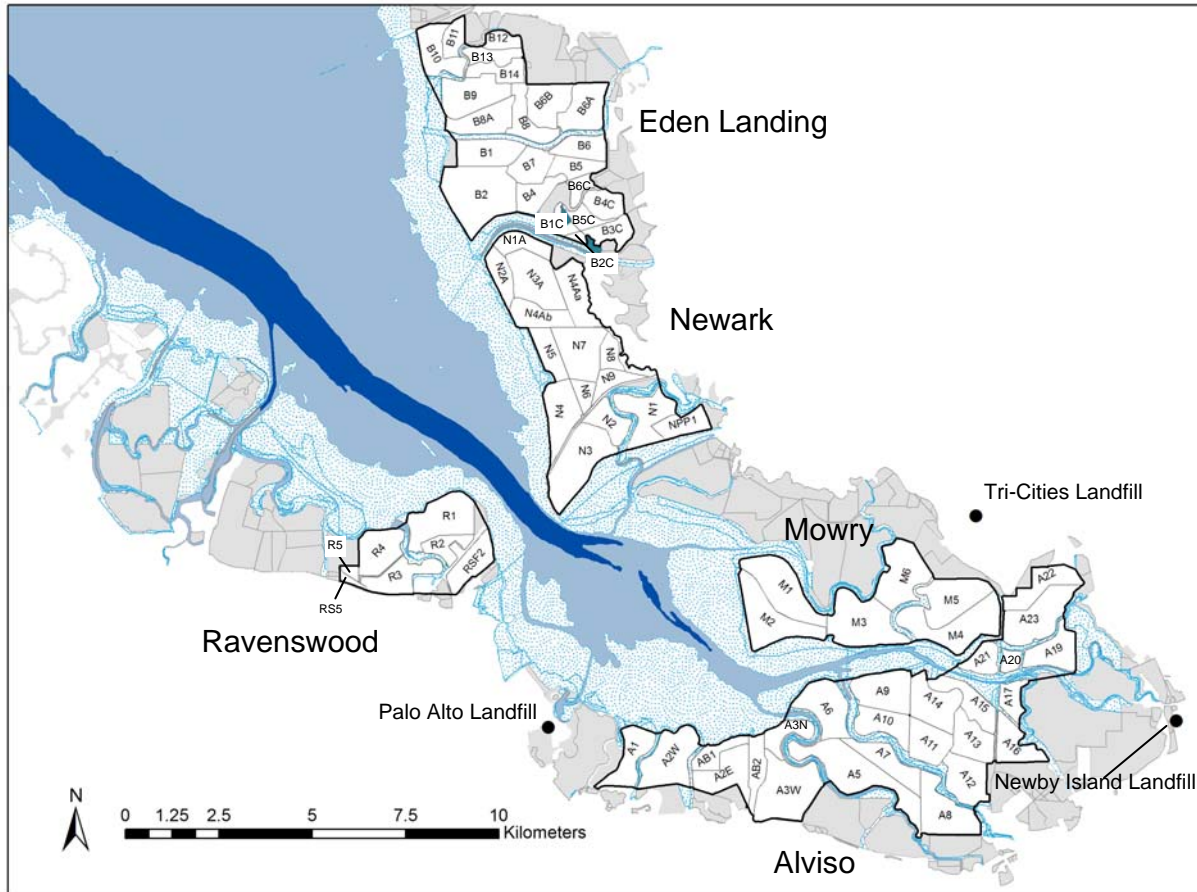 B10
B11
B12
B13
B14
B9
B6B
B6A
B8A
B8
Eden Landing
B1
B6
B7
B5
B2
B4
B6C
B4C
B1C
B5C
B3C
B2C
N1A
N2A
N3A
N4Aa
N4Ab
Newark
N5
N7
N8
N9
N6
N4
N2
N1
NPP1
N3
Tri-Cities Landfill
Mowry
R1
R5
R4
R2
R3
RSF2
RS5
Ravenswood
M1
M2
M3
M6
M5
M4
A22
A23
A21
A20
A19
Palo Alto Landfill
A9
A14
A15
A17
A6
A10
A3N
A1
A2W
AB1
A2E
AB2
A3W
A5
A7
A11
A13
A16
A12
A8
Newby Island Landfill
N
0 1.25 2.5 5 7.5 10
Kilometers
Alviso